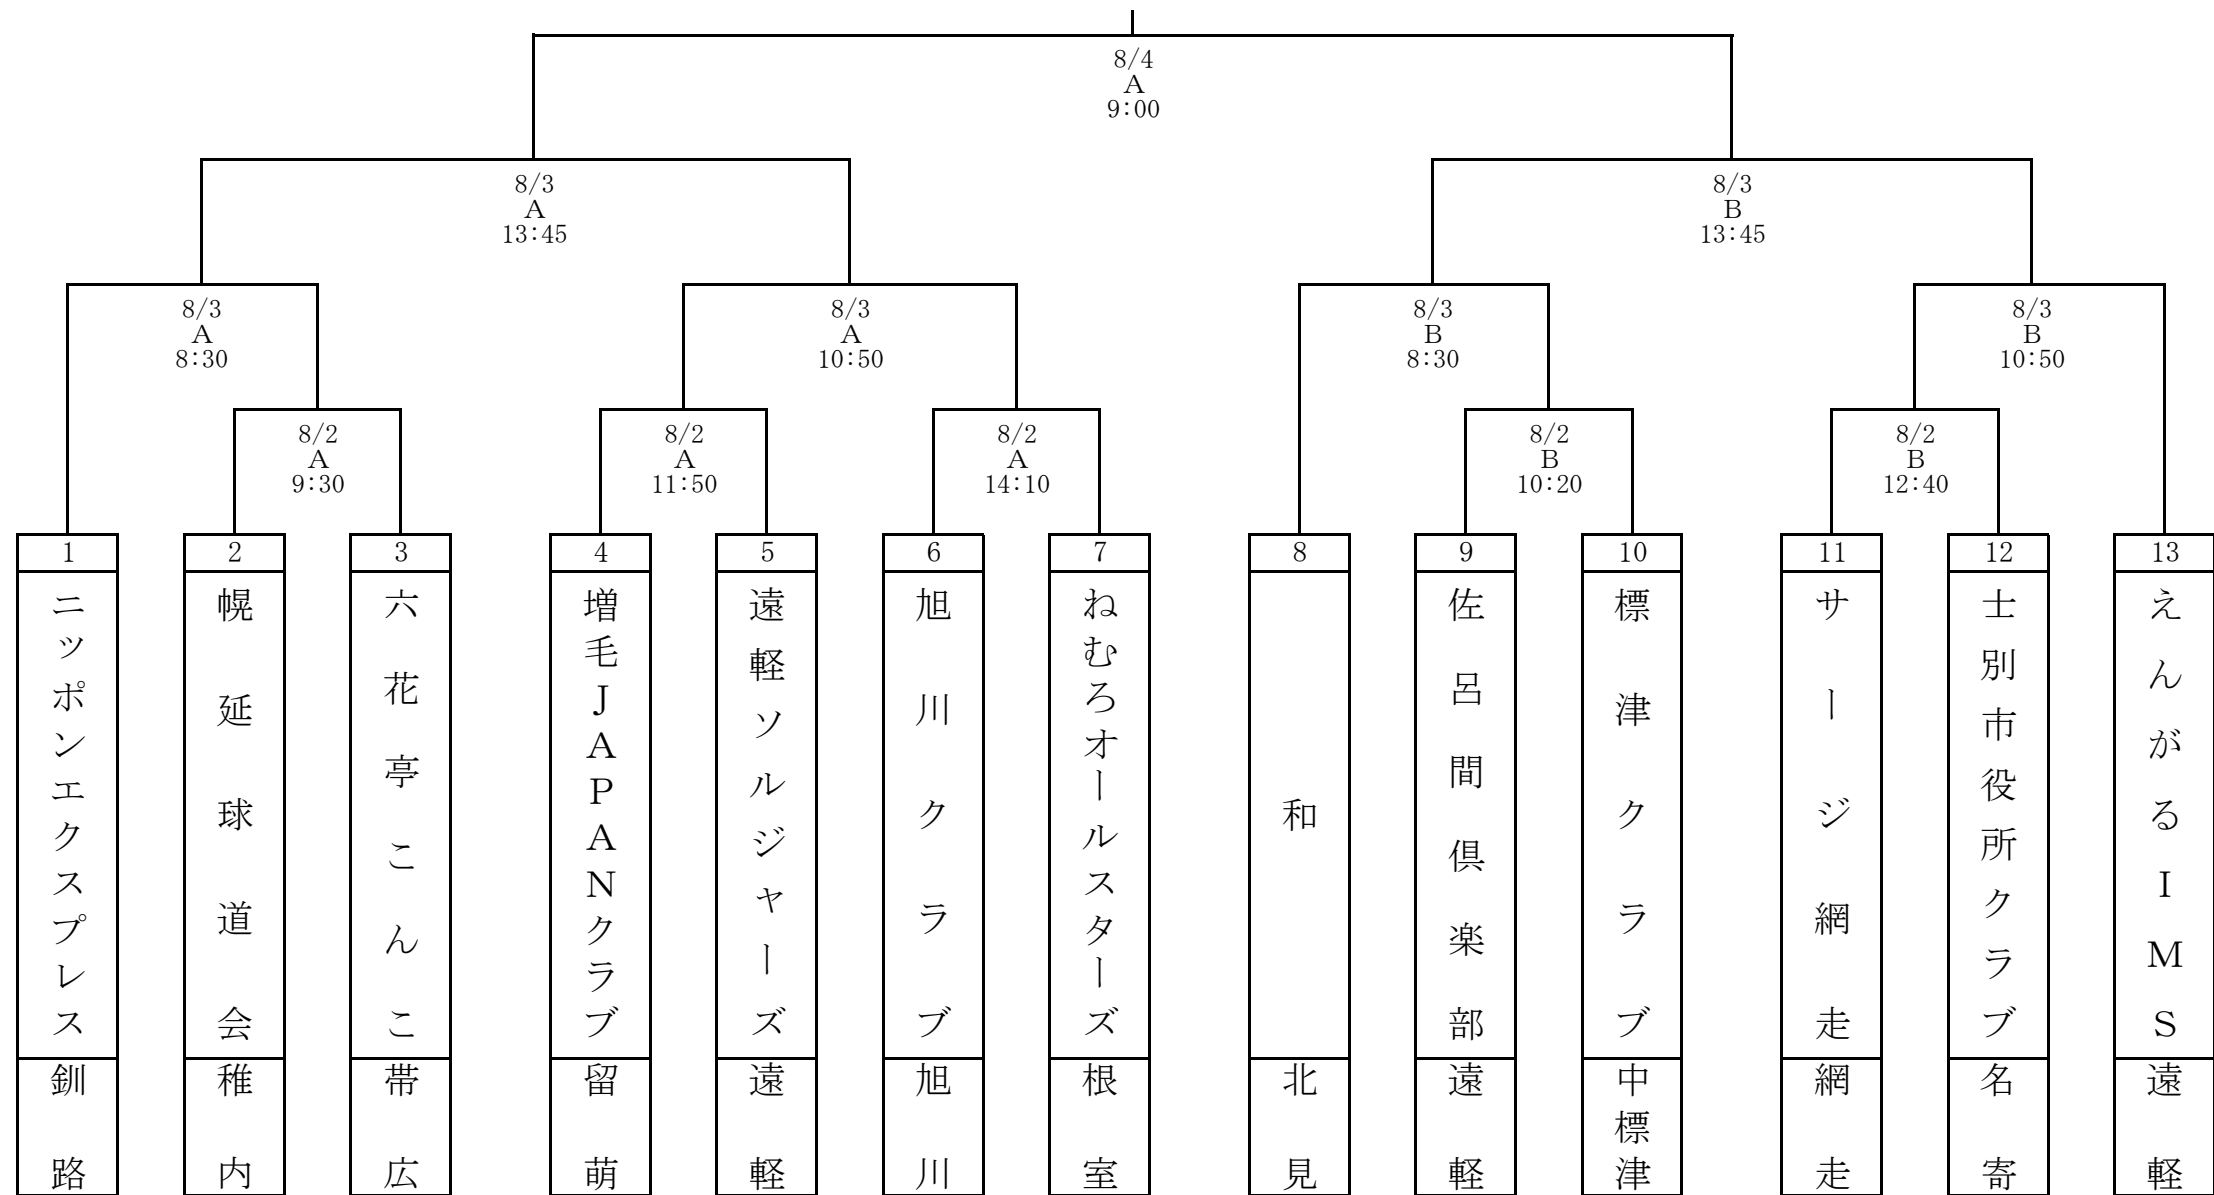 8/4
A
9:00
8/3
A
13:45
8/3
B
13:45
8/3
A
8:30
8/3
A
10:50
8/3
B
8:30
8/3
B
10:50
8/2
A
9:30
8/2
A
11:50
8/2
A
14:10
8/2
B
10:20
8/2
B
12:40
1
ニッポンエクスプレス
釧路
2
幌延球道会
稚内
3
六花亭こんこ
帯広
4
増毛JAPANクラブ
留萌
5
遠軽ソルジャーズ
遠軽
6
旭川クラブ
旭川
7
ねむろオールスターズ
根室
8
和
北見
9
佐呂間倶楽部
遠軽
10
標津クラブ
中標津
11
サージ網走
網走
12
士別市役所クラブ
名寄
13
えんがるIMS
遠軽